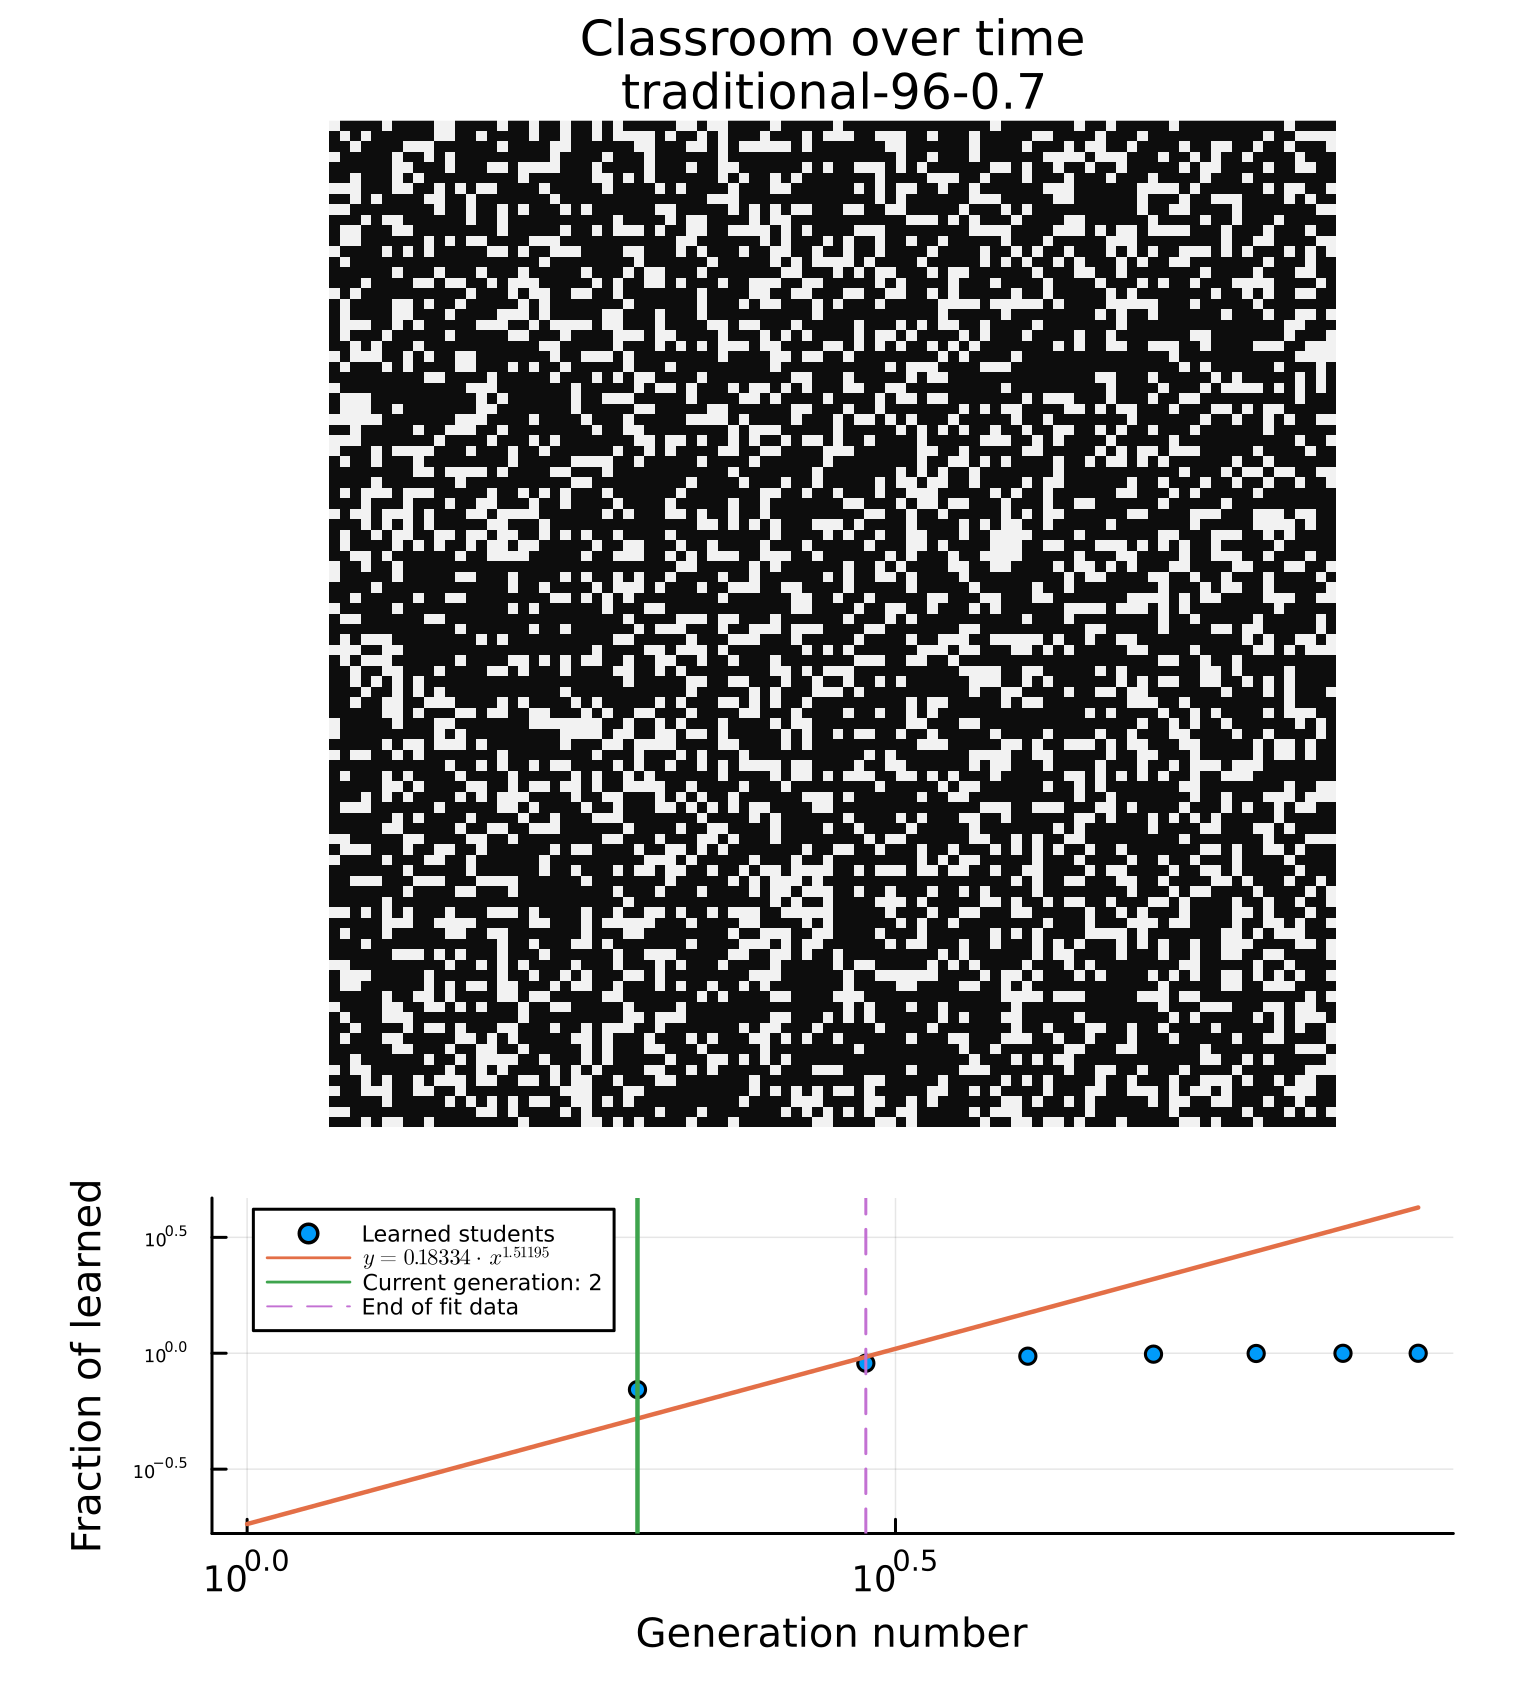 Classroom over time
traditional-96-0.7
Fraction of learned
10^0.5
10^0.0
10^−0.5
Learned students
y = 0.18334 · x^1.51195
Current generation: 2
End of fit data
10^0.0
10^0.5
Generation number